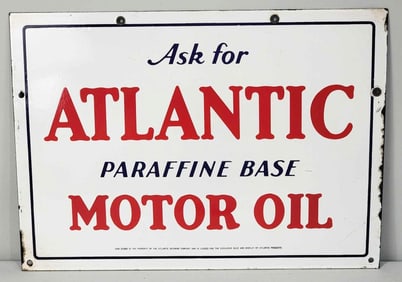 Ask for
ATLANTIC
PARAFFINE BASE
MOTOR OIL